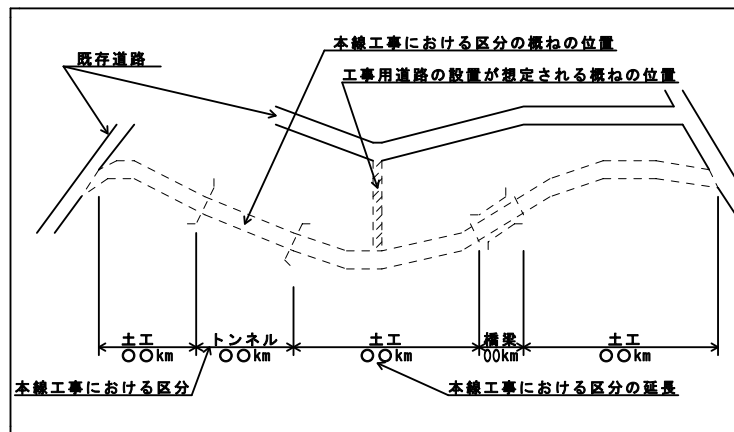 本線工事における区分の概ねの位置
既存道路
工事用道路の設置が想定される概ねの位置
土工
トンネル
土工
橋梁
土工
○○km
○○km
○○km
○○km
○○km
本線工事における区分
本線工事における区分の延長